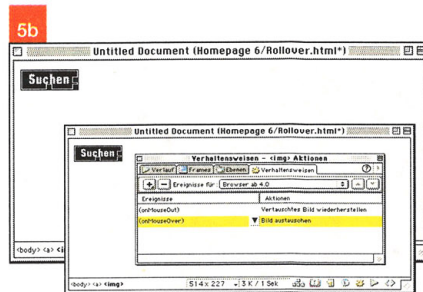 5b
Untitled Document (Homepage 6/Rollover.html*)
Suchen
Untitled Document (Homepage 6/Rollover.html*)
Suchen
Verhaltensweisen - <img> Aktionen
Verlauf Frames Ebenen Verhaltensweisen
Ereignisse für Browser ab 4.0
Ereignisse Aktionen
(onMouseOut) Vertauschtes Bild wiederherstellen
(onMouseOver) Bild austauschen
<body> <a>
<body> <a> <img> 514 x 227 3 K / 1 Sek